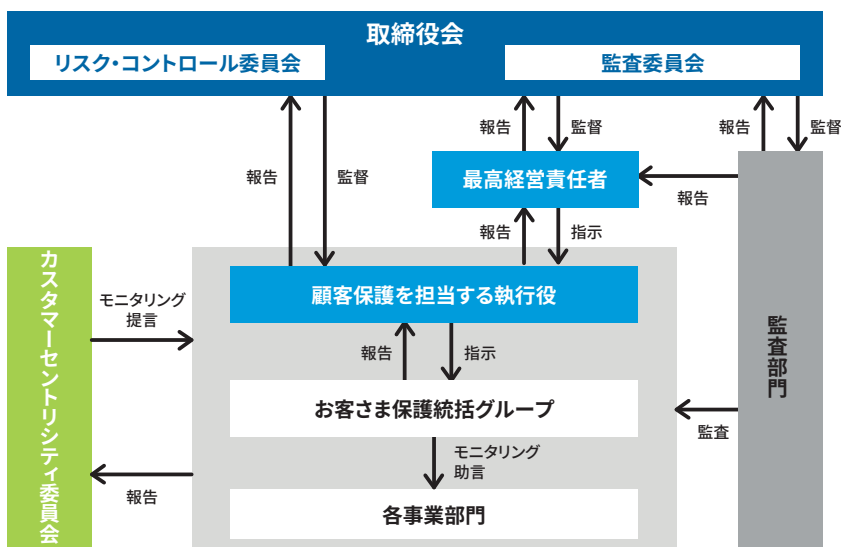 取締役会
リスク・コントロール委員会
監査委員会
報告
監督
報告
監督
報告
監督
最高経営責任者
報告
報告
指示
カスタマーセントリシティ委員会
モニタリング
提言
顧客保護を担当する執行役
報告
指示
お客さま保護統括グループ
監査部門
監査
モニタリング
助言
報告
各事業部門